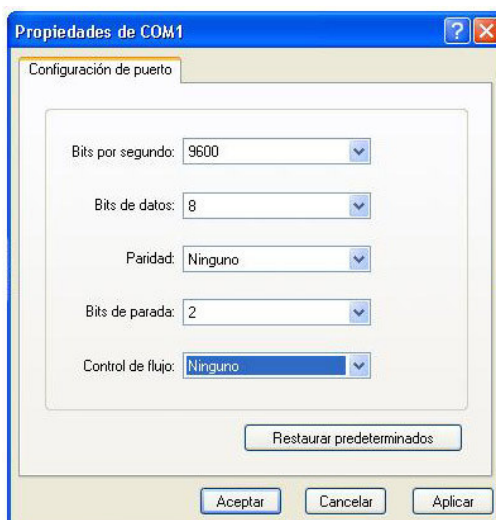 Propiedades de COM1
Configuración de puerto
Bits por segundo: 9600
Bits de datos: 8
Paridad: Ninguno
Bits de parada: 2
Control de flujo: Ninguno
Restaurar predeterminados
Aceptar Cancelar Aplicar